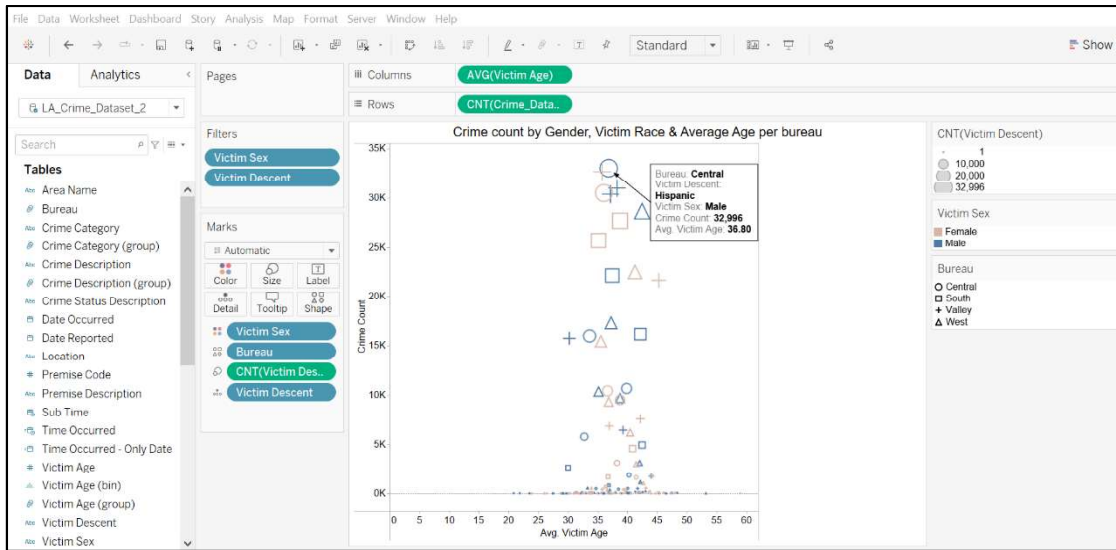 File Data Worksheet Dashboard Story Analysis Map Format Server Window Help
Standard
Show
Data Analytics
LA_Crime_Dataset_2
Search
Tables
Abc Area Name
Bureau
Abc Crime Category
Crime Category (group)
Abc Crime Description
Crime Description (group)
Abc Crime Status Description
Date Occurred
Date Reported
Abc Location
# Premise Code
Abc Premise Description
Sub Time
Time Occurred
Time Occurred - Only Date
# Victim Age
Victim Age (bin)
Victim Age (group)
Abc Victim Descent
Abc Victim Sex
Pages
Filters
Victim Sex
Victim Descent
Marks
Automatic
Color Size Label
Detail Tooltip Shape
Victim Sex
Bureau
CNT(Victim Des..
Victim Descent
Columns AVG(Victim Age)
Rows CNT(Crime_Data..
Crime count by Gender, Victim Race & Average Age per bureau
35K
30K
25K
20K
15K
10K
5K
0K
Crime Count
0 5 10 15 20 25 30 35 40 45 50 55 60
Avg. Victim Age
Bureau: Central
Victim Descent:
Hispanic
Victim Sex: Male
Crime Count: 32,996
Avg. Victim Age: 36.80
CNT(Victim Descent)
1
10,000
20,000
32,996
Victim Sex
Female
Male
Bureau
Central
South
Valley
West